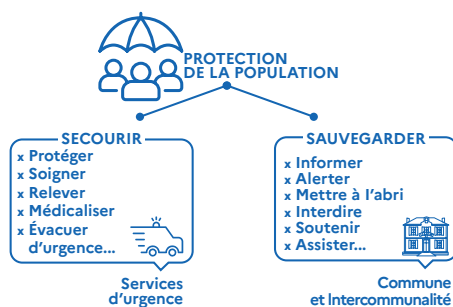 PROTECTION
DE LA POPULATION
SECOURIR
x Protéger
x Soigner
x Relever
x Médicaliser
x Évacuer
d’urgence...
Services
d’urgence
SAUVEGARDER
x Informer
x Alerter
x Mettre à l’abri
x Interdire
x Soutenir
x Assister...
Commune
et Intercommunalité